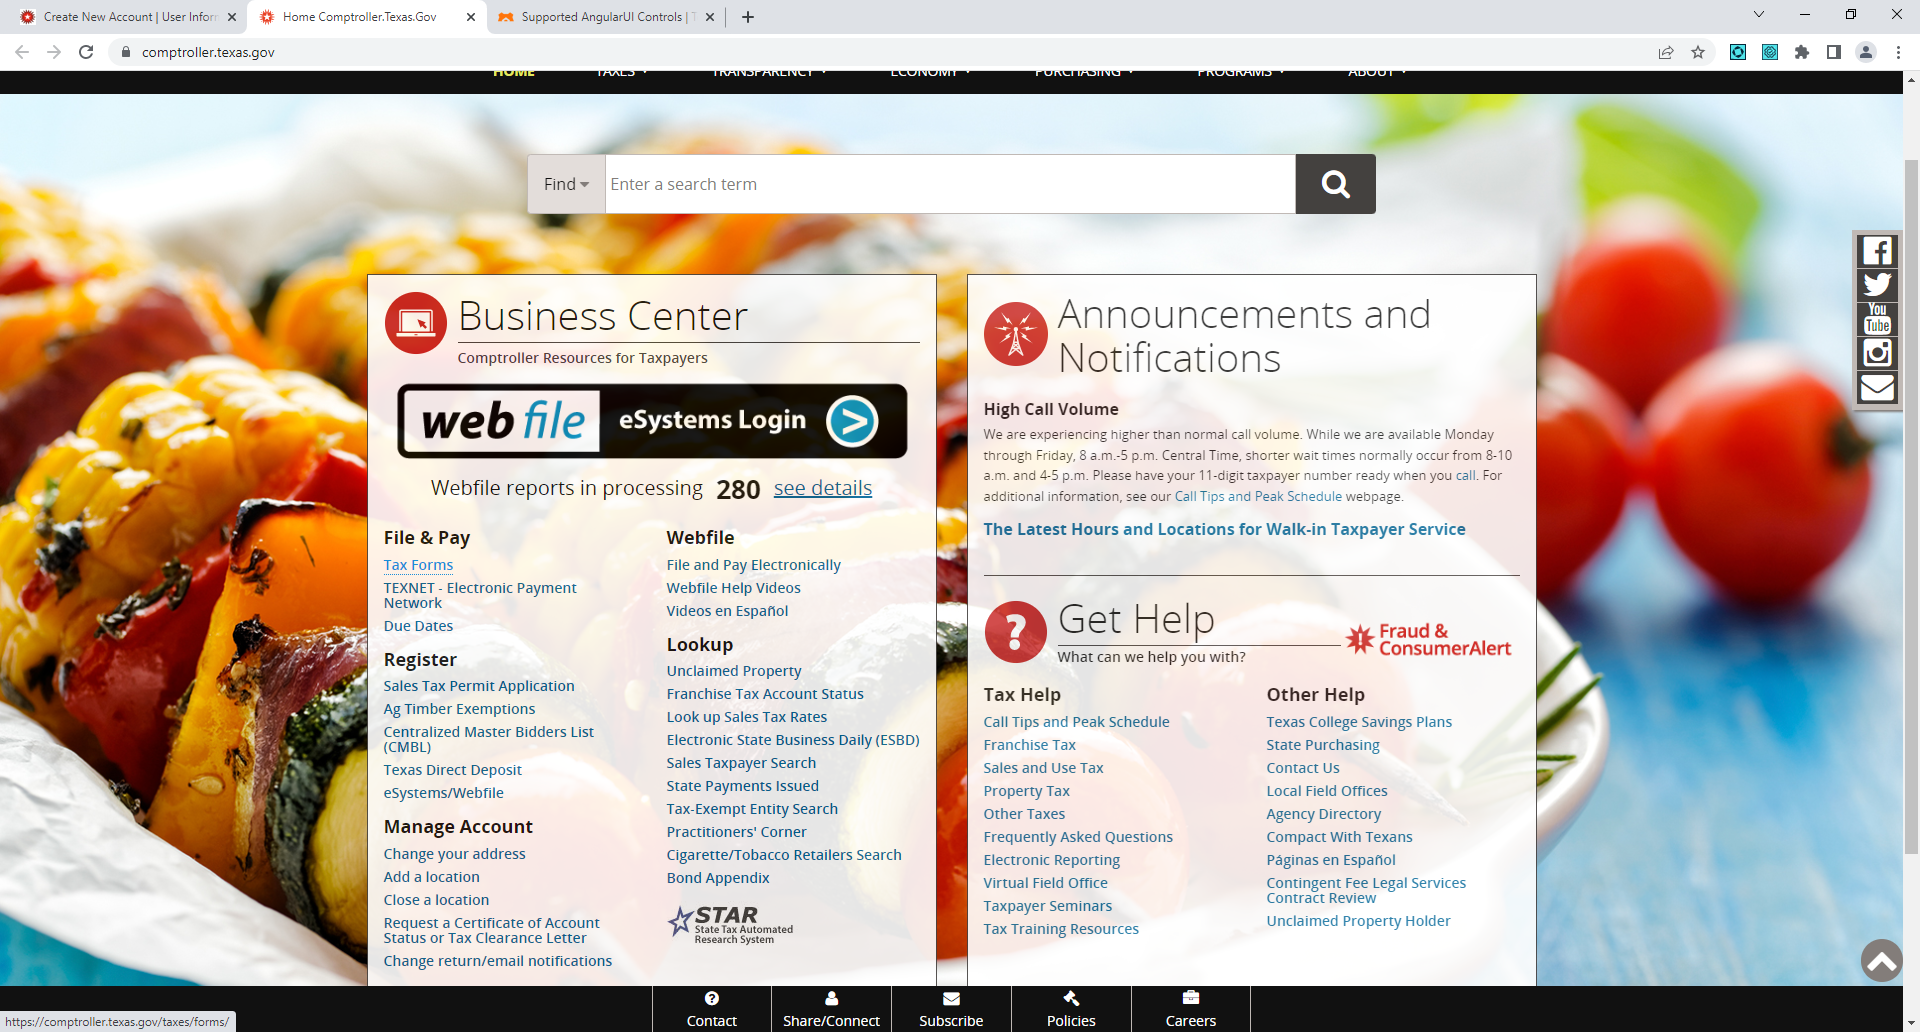 Create New Account | User Inform
Home Comptroller.Texas.Gov
Supported AngularUI Controls | T
comptroller.texas.gov
HOME TAXES TRANSPARENCY ECONOMY PURCHASING PROGRAMS ABOUT
Find
Enter a search term
Business Center
Comptroller Resources for Taxpayers
web file eSystems Login >
Webfile reports in processing 280 see details
File & Pay
Tax Forms
TEXNET - Electronic Payment
Network
Due Dates
Register
Sales Tax Permit Application
Ag Timber Exemptions
Centralized Master Bidders List
(CMBL)
Texas Direct Deposit
eSystems/Webfile
Manage Account
Change your address
Add a location
Close a location
Request a Certificate of Account
Status or Tax Clearance Letter
Change return/email notifications
Webfile
File and Pay Electronically
Webfile Help Videos
Videos en Español
Lookup
Unclaimed Property
Franchise Tax Account Status
Look up Sales Tax Rates
Electronic State Business Daily (ESBD)
Sales Taxpayer Search
State Payments Issued
Tax-Exempt Entity Search
Practitioners' Corner
Cigarette/Tobacco Retailers Search
Bond Appendix
STAR
State Tax Automated
Research System
Announcements and
Notifications
High Call Volume
We are experiencing higher than normal call volume. While we are available Monday
through Friday, 8 a.m.-5 p.m. Central Time, shorter wait times normally occur from 8-10
a.m. and 4-5 p.m. Please have your 11-digit taxpayer number ready when you call. For
additional information, see our Call Tips and Peak Schedule webpage.
The Latest Hours and Locations for Walk-in Taxpayer Service
?
Get Help
What can we help you with?
Fraud &
ConsumerAlert
Tax Help
Call Tips and Peak Schedule
Franchise Tax
Sales and Use Tax
Property Tax
Other Taxes
Frequently Asked Questions
Electronic Reporting
Virtual Field Office
Taxpayer Seminars
Tax Training Resources
Other Help
Texas College Savings Plans
State Purchasing
Contact Us
Local Field Offices
Agency Directory
Compact With Texans
Páginas en Español
Contingent Fee Legal Services
Contract Review
Unclaimed Property Holder
You
Tube
Contact
Share/Connect
Subscribe
Policies
Careers
https://comptroller.texas.gov/taxes/forms/